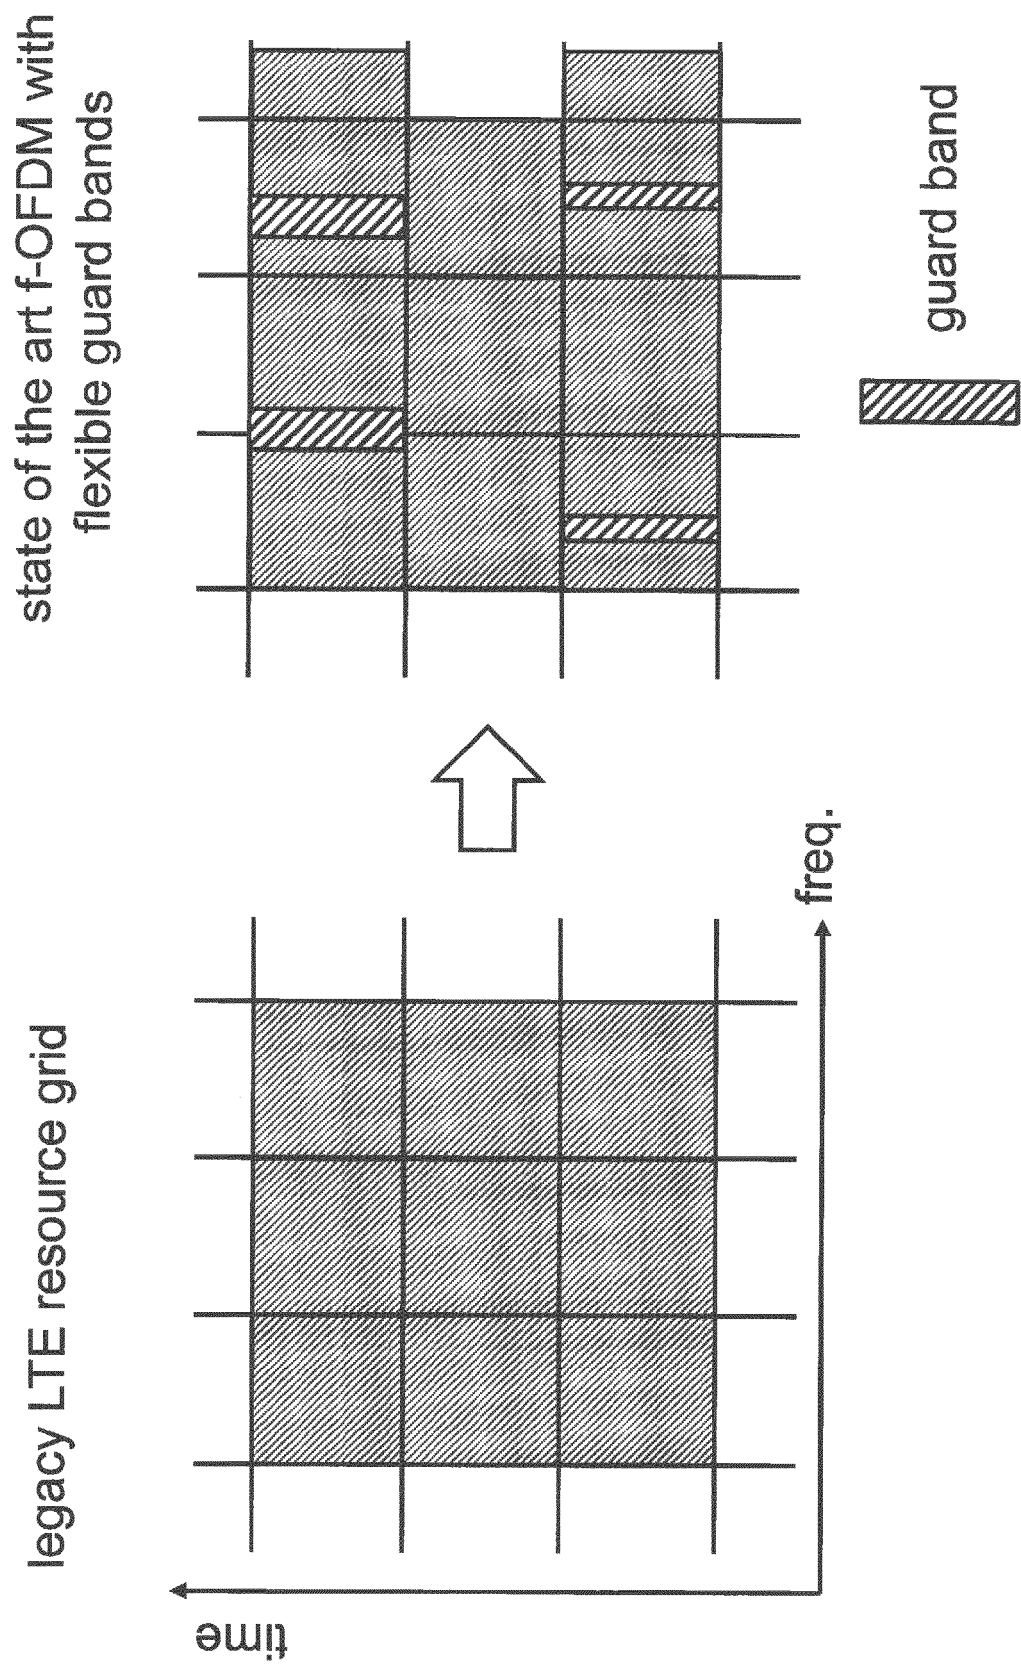 legacy LTE resource grid
state of the art f-OFDM with
flexible guard bands
time
freq.
guard band